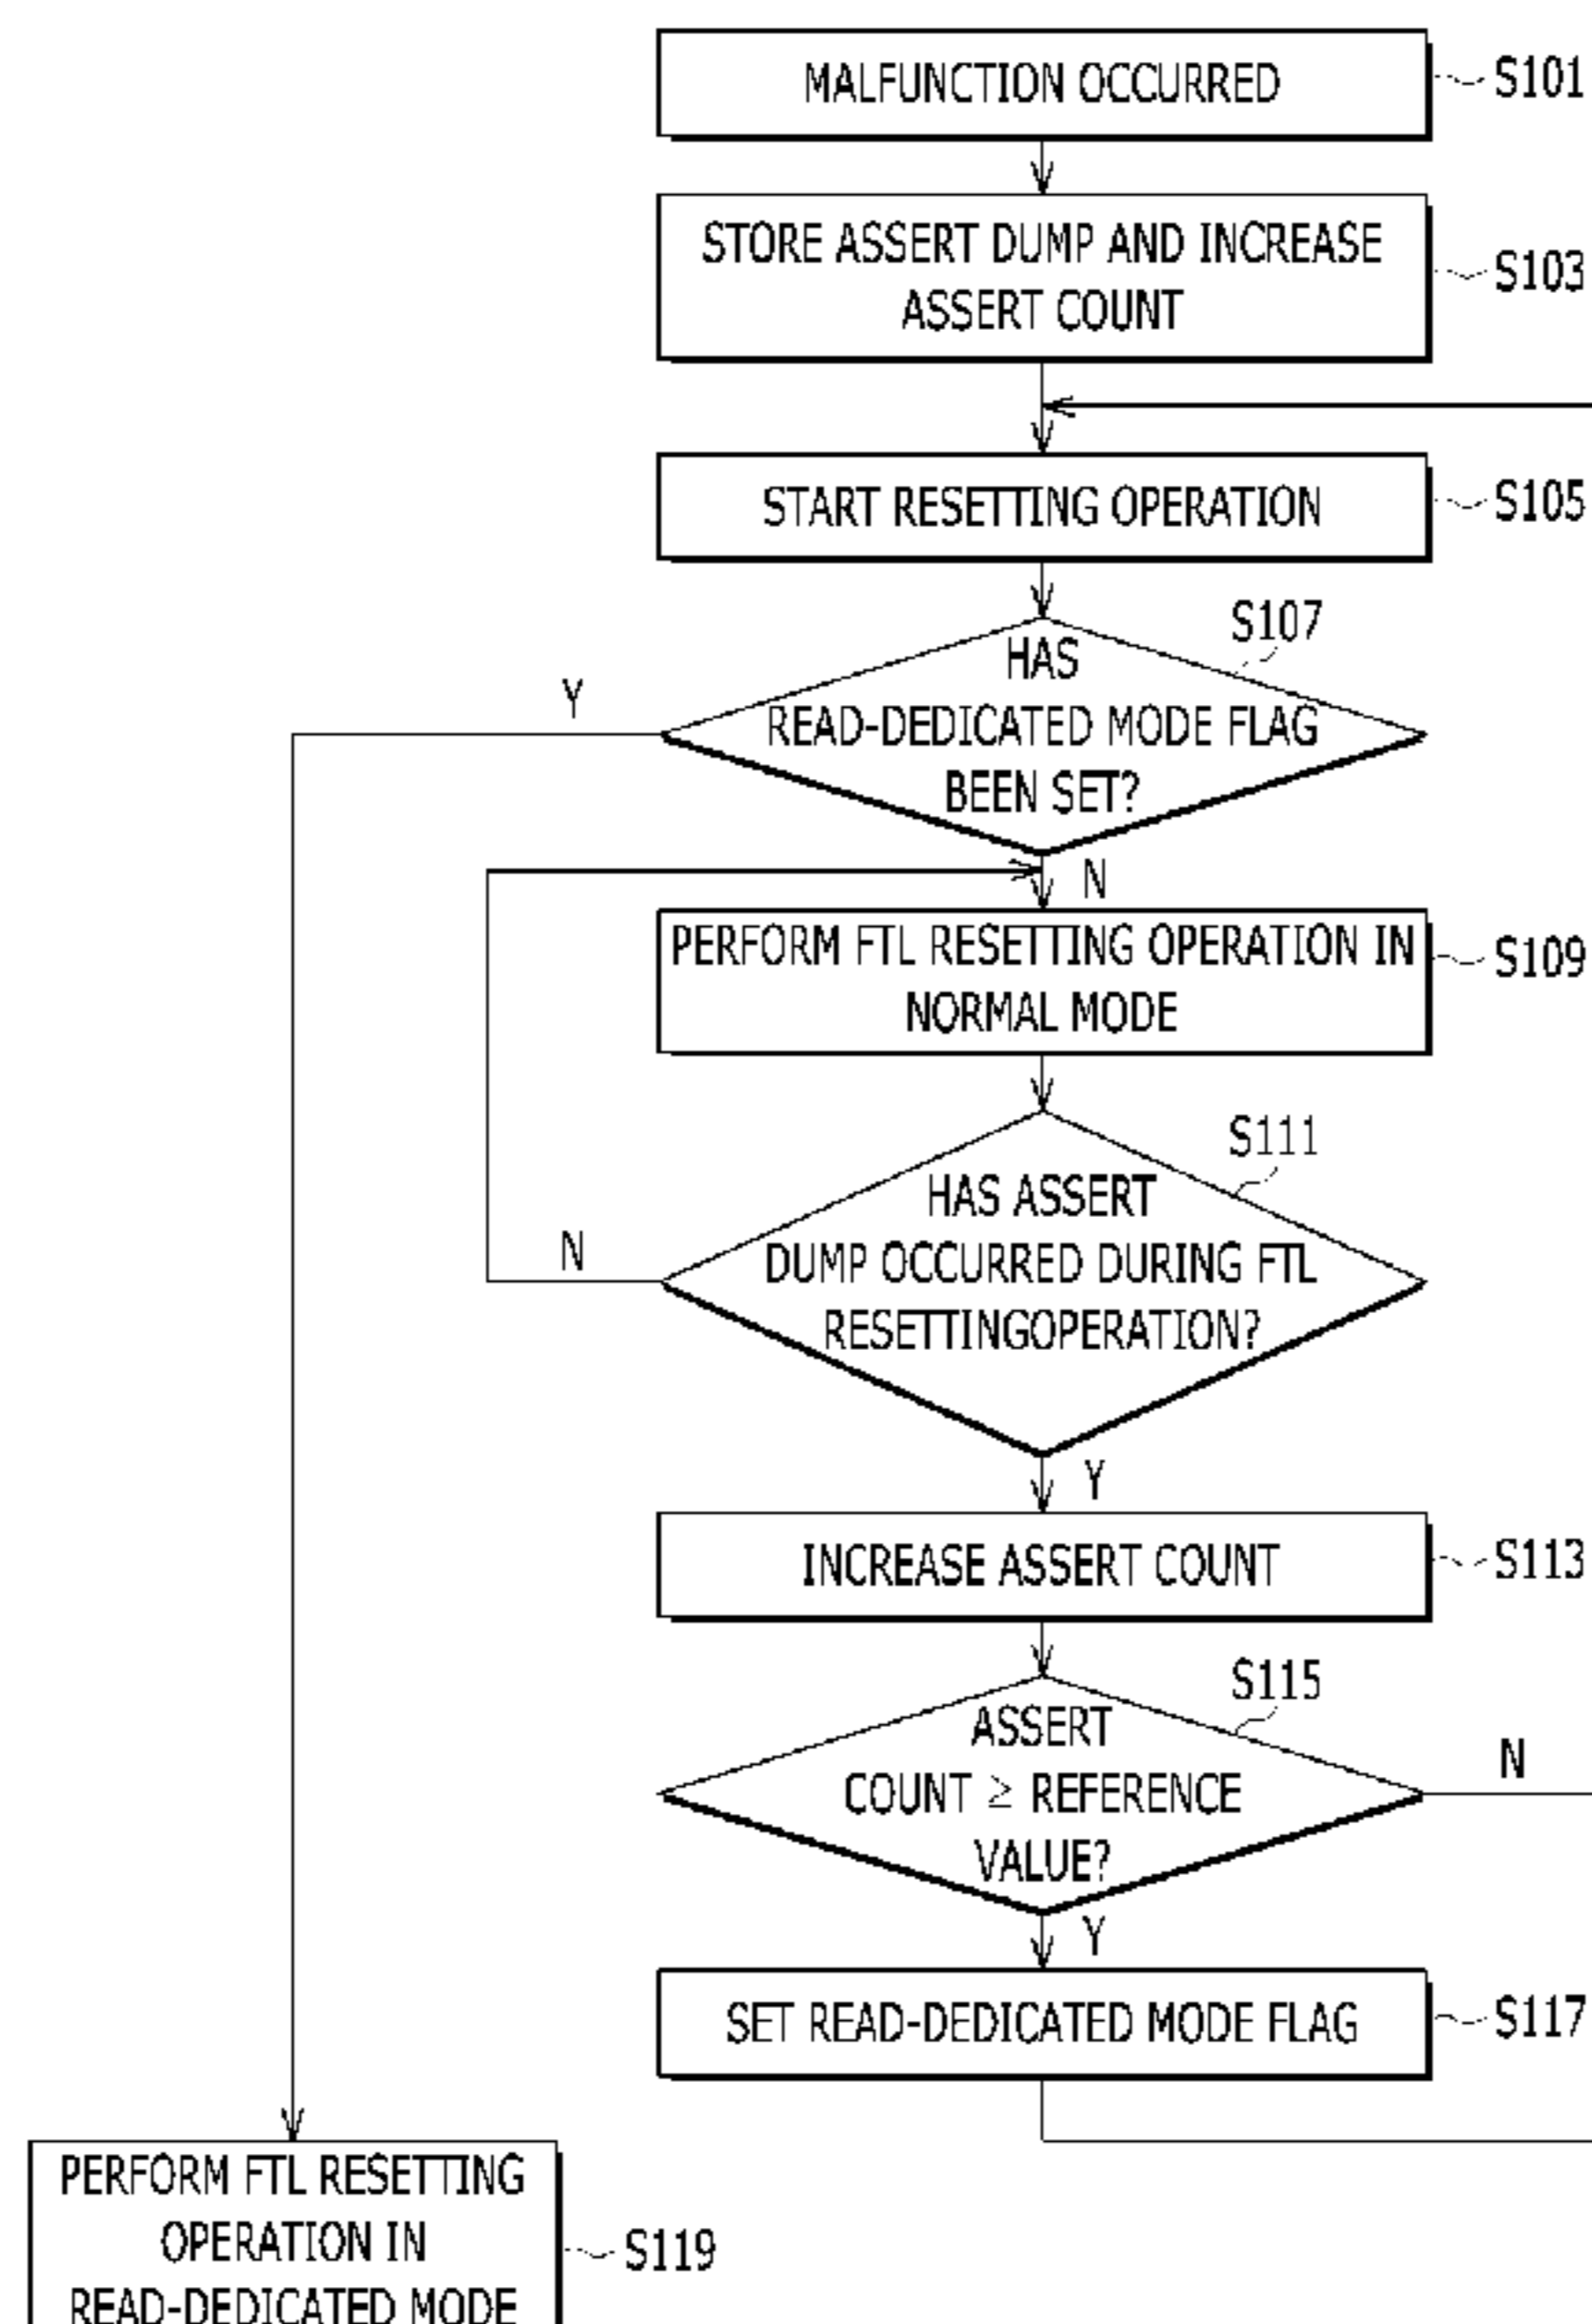 MALFUNCTION OCCURRED
S101
STORE ASSERT DUMP AND INCREASE
ASSERT COUNT
S103
START RESETTING OPERATION
S105
S107
HAS
READ-DEDICATED MODE FLAG
BEEN SET?
Y
N
PERFORM FTL RESETTING OPERATION IN
NORMAL MODE
S109
S111
HAS ASSERT
DUMP OCCURRED DURING FTL
RESETTINGOPERATION?
N
Y
INCREASE ASSERT COUNT
S113
S115
ASSERT
COUNT ≥ REFERENCE
VALUE?
N
Y
SET READ-DEDICATED MODE FLAG
S117
PERFORM FTL RESETTING
OPERATION IN
READ-DEDICATED MODE
S119